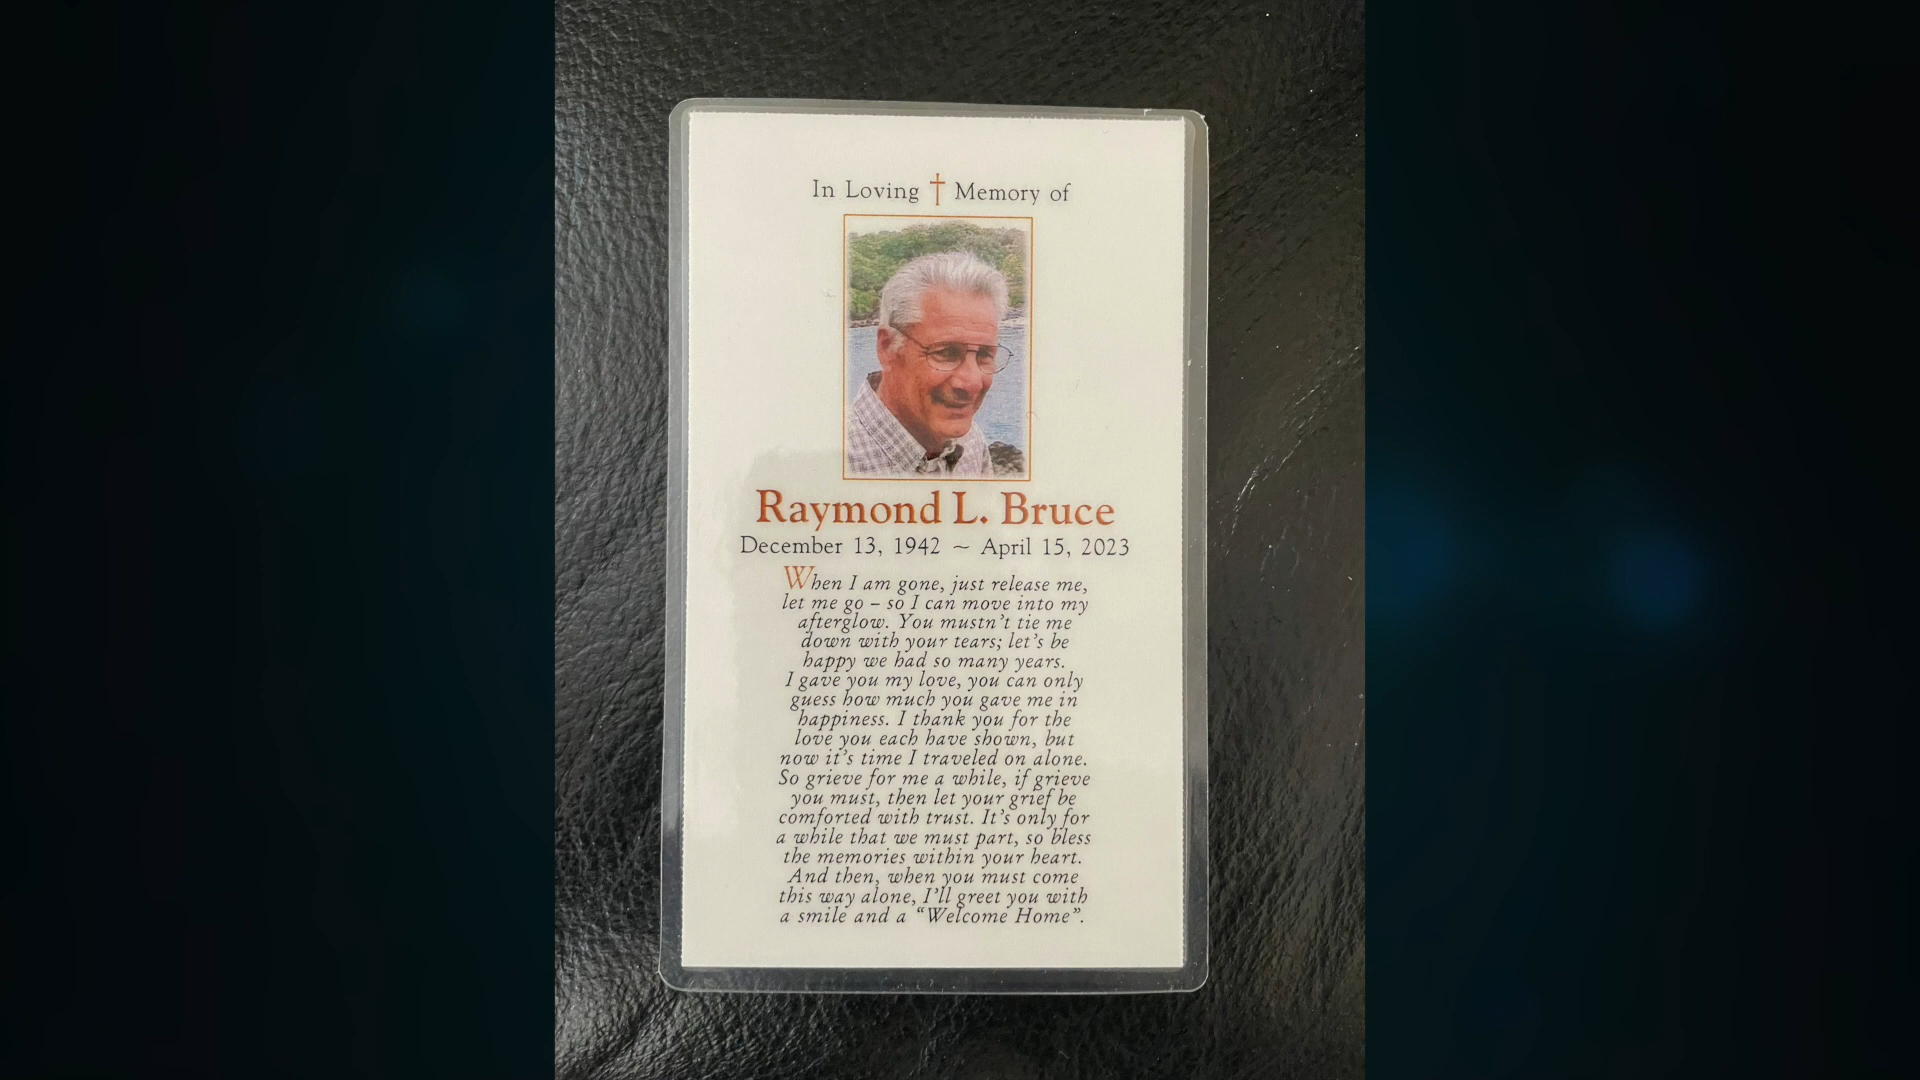 In Loving † Memory of
Raymond L. Bruce
December 13, 1942 ~ April 15, 2023
When I am gone, just release me,
let me go – so I can move into my
afterglow. You mustn't tie me
down with your tears; let's be
happy we had so many years.
I gave you my love, you can only
guess how much you gave me in
happiness. I thank you for the
love you each have shown, but
now it's time I traveled on alone.
So grieve for me a while, if grieve
you must, then let your grief be
comforted with trust. It's only for
a while that we must part, so bless
the memories within your heart.
And then, when you must come
this way alone, I'll greet you with
a smile and a “Welcome Home”.